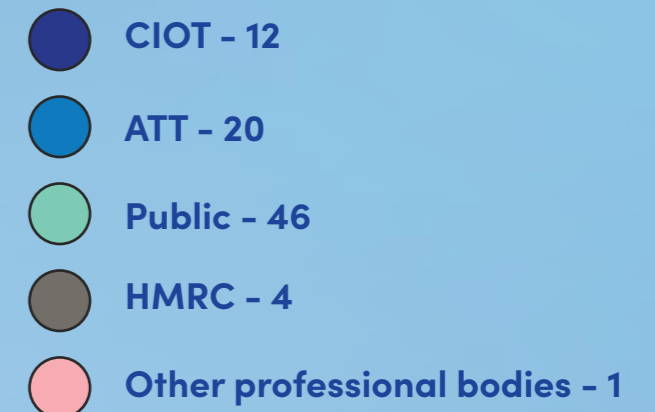 CIOT - 12
ATT - 20
Public - 46
HMRC - 4
Other professional bodies - 1